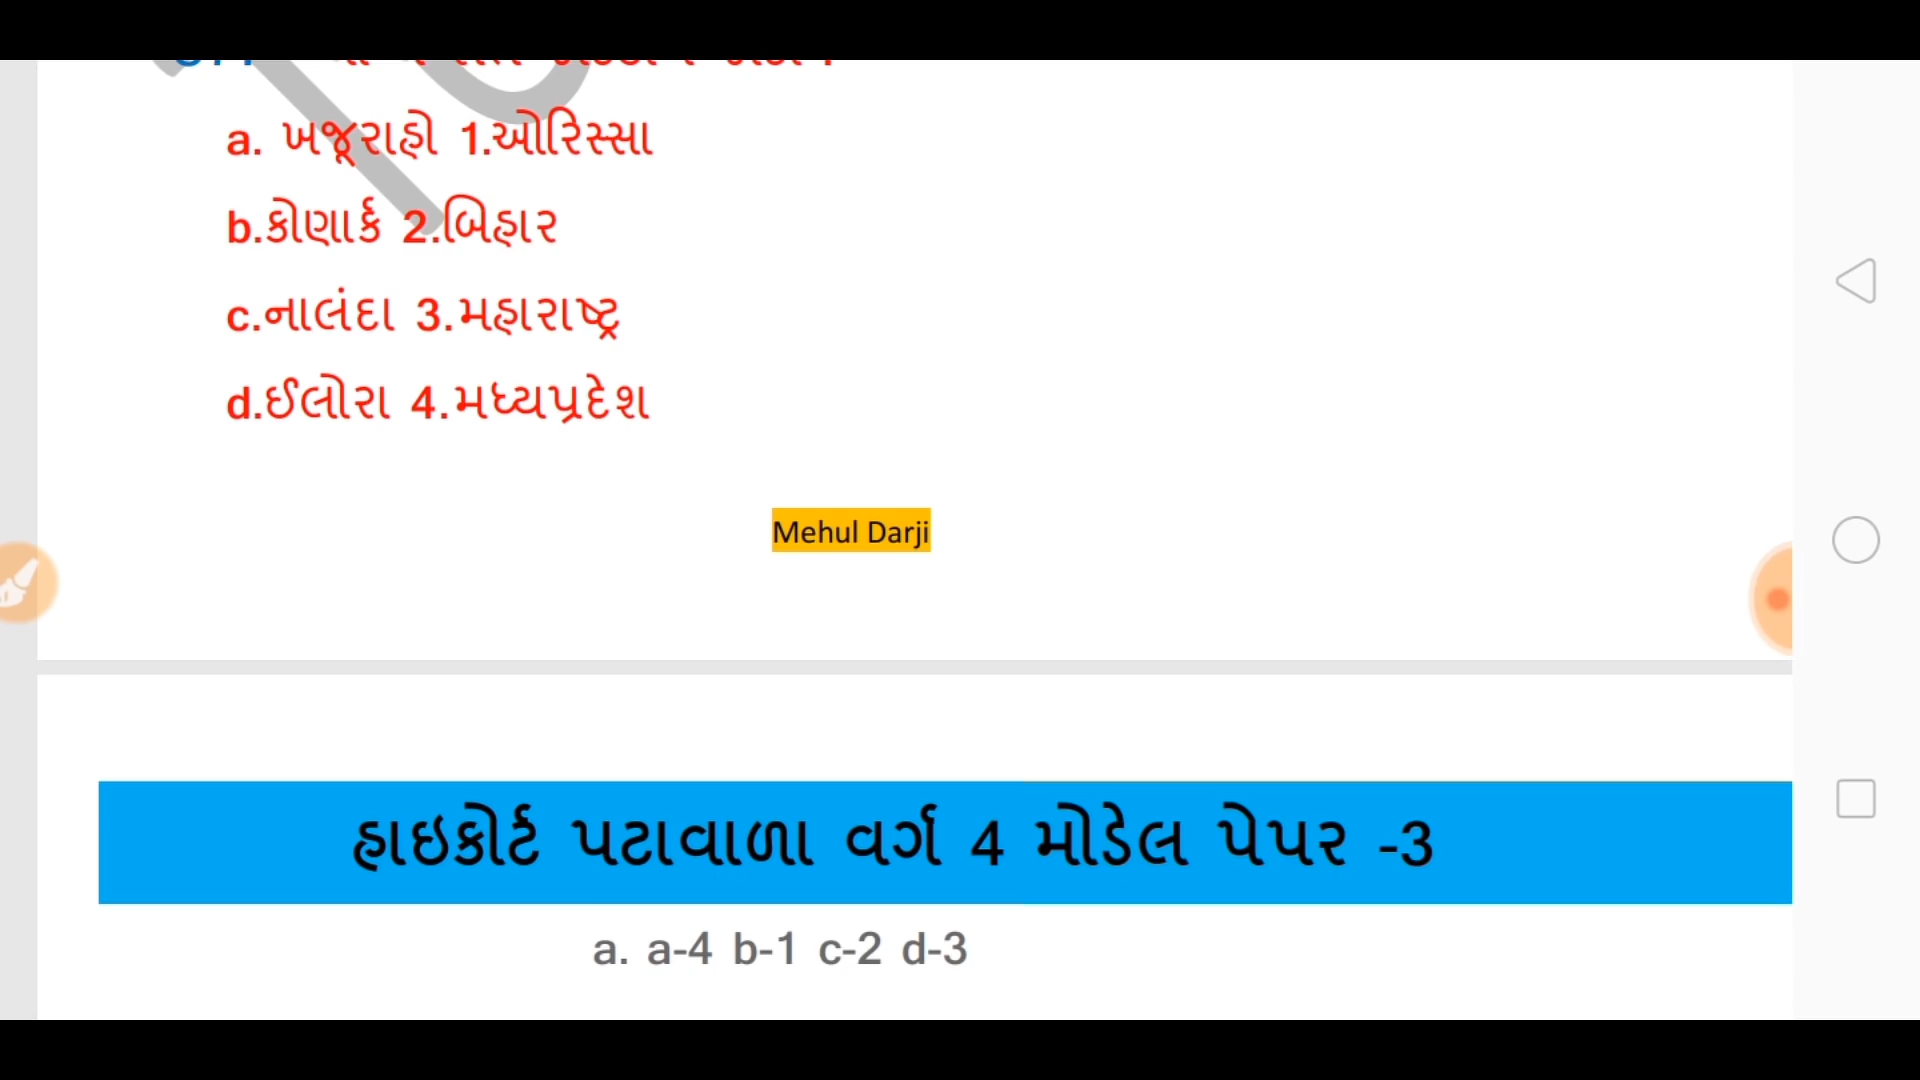 a. ખજૂરાહો 1.ઓરિસ્સા
b.કોણાર્ક 2.બિહાર
c.નાલંદા 3.મહારાષ્ટ્ર
d.ઈલોરા 4.મધ્યપ્રદેશ
Mehul Darji
હાઇકોર્ટ પટાવાળા વર્ગ 4 મોડેલ પેપર -3
a. a-4 b-1 c-2 d-3